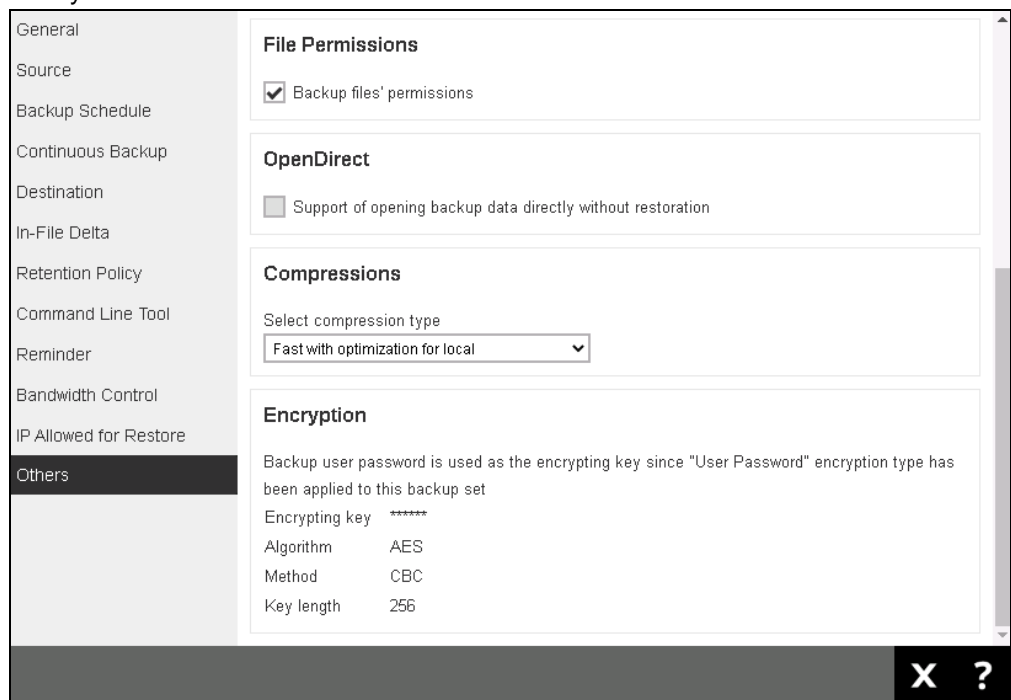 General
Source
Backup Schedule
Continuous Backup
Destination
In-File Delta
Retention Policy
Command Line Tool
Reminder
Bandwidth Control
IP Allowed for Restore
Others
File Permissions
Backup files' permissions
OpenDirect
Support of opening backup data directly without restoration
Compressions
Select compression type
Fast with optimization for local
Encryption
Backup user password is used as the encrypting key since "User Password" encryption type has
been applied to this backup set
Encrypting key ******
Algorithm AES
Method CBC
Key length 256
X ?